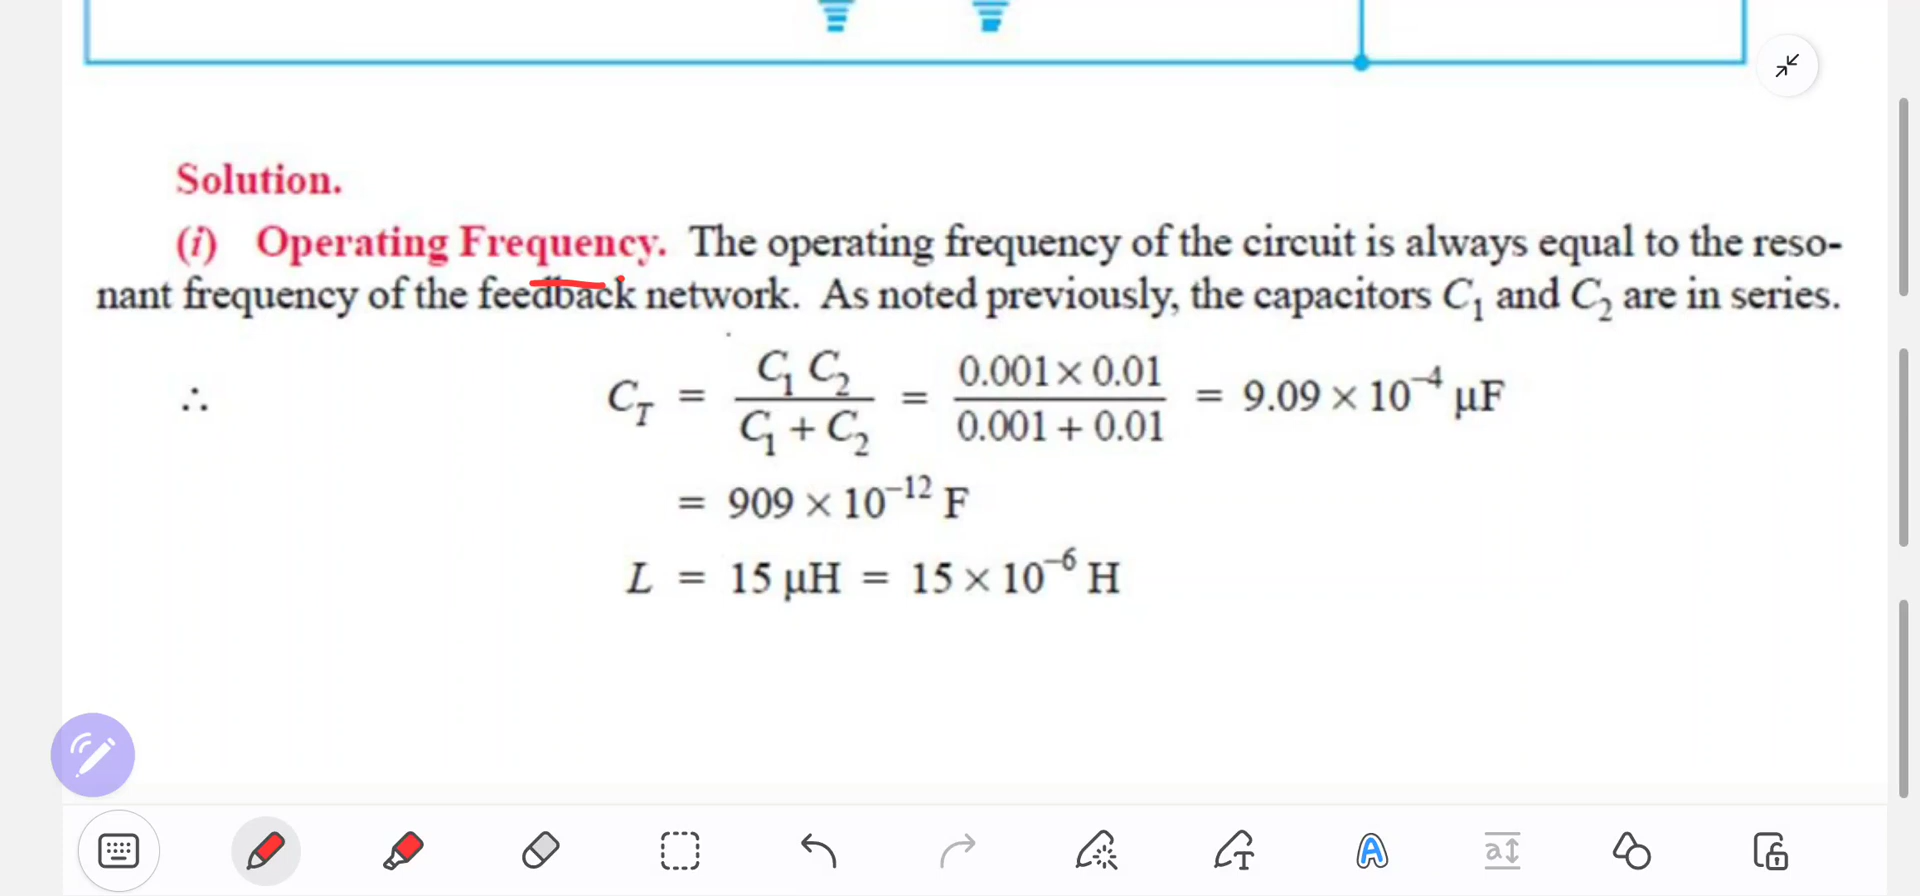 Solution.
(i) Operating Frequency. The operating frequency of the circuit is always equal to the reso-
nant frequency of the feedback network. As noted previously, the capacitors C₁ and C₂ are in series.
∴ C_T = C₁ C₂ / C₁ + C₂ = 0.001 × 0.01 / 0.001 + 0.01 = 9.09 × 10⁻⁴ µF
= 909 × 10⁻¹² F
L = 15 µH = 15 × 10⁻⁶ H
T A a